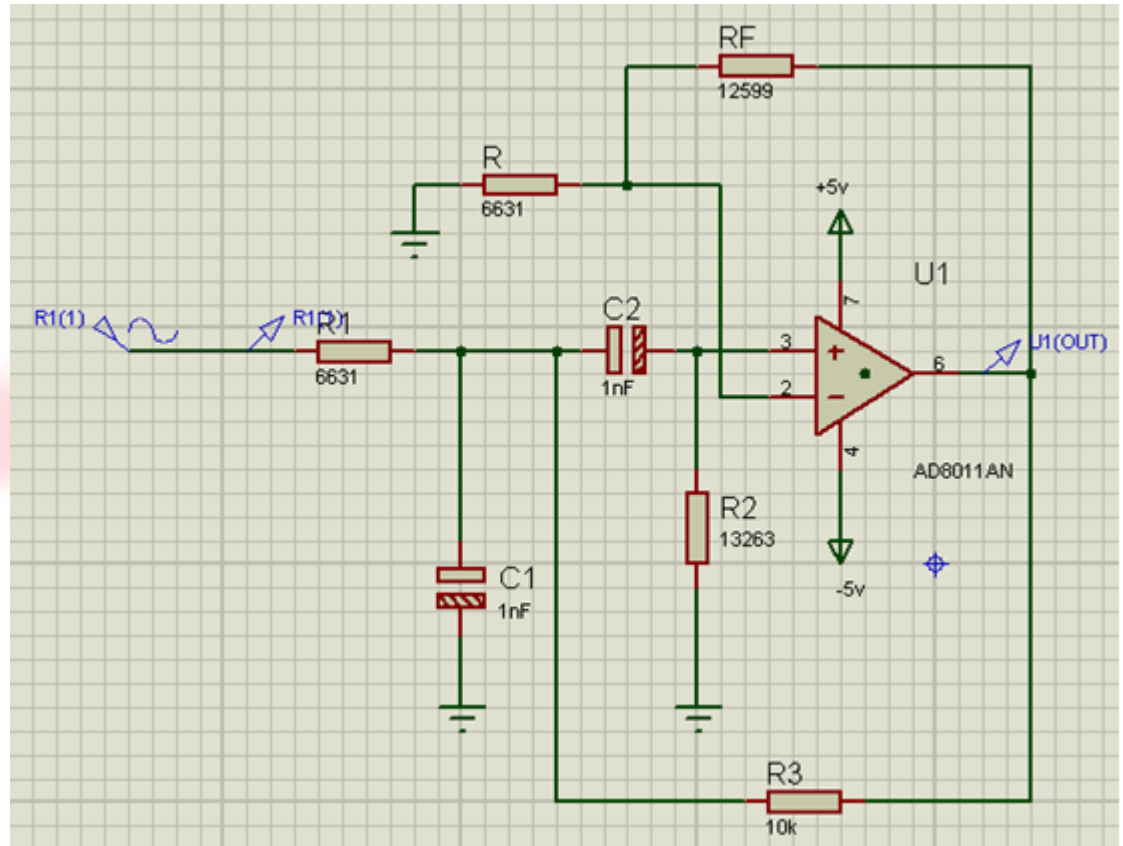 RF
12599
R
6631
+5v
U1
7
R1(1)
R1
6631
C2
1nF
3
2
6
U1(OUT)
4
AD8011AN
R2
13263
-5v
C1
1nF
R3
10k